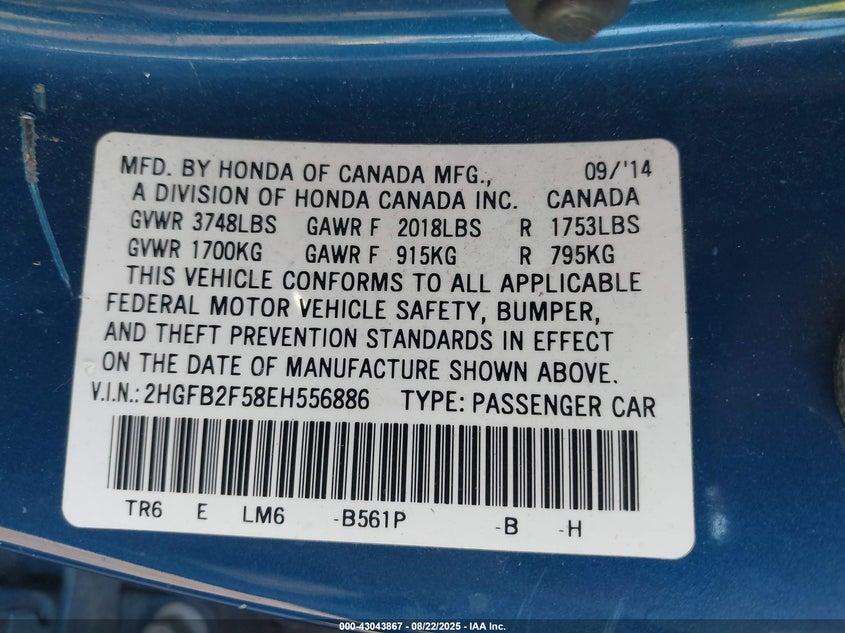 MFD. BY HONDA OF CANADA MFG., 09/'14
A DIVISION OF HONDA CANADA INC. CANADA
GVWR 3748LBS GAWR F 2018LBS R 1753LBS
GVWR 1700KG GAWR F 915KG R 795KG
THIS VEHICLE CONFORMS TO ALL APPLICABLE
FEDERAL MOTOR VEHICLE SAFETY, BUMPER,
AND THEFT PREVENTION STANDARDS IN EFFECT
ON THE DATE OF MANUFACTURE SHOWN ABOVE.
V.I.N.: 2HGFB2F58EH556886 TYPE: PASSENGER CAR
TR6 E LM6 -B561P -B -H
000-43043867 - 08/22/2025 - IAA Inc.